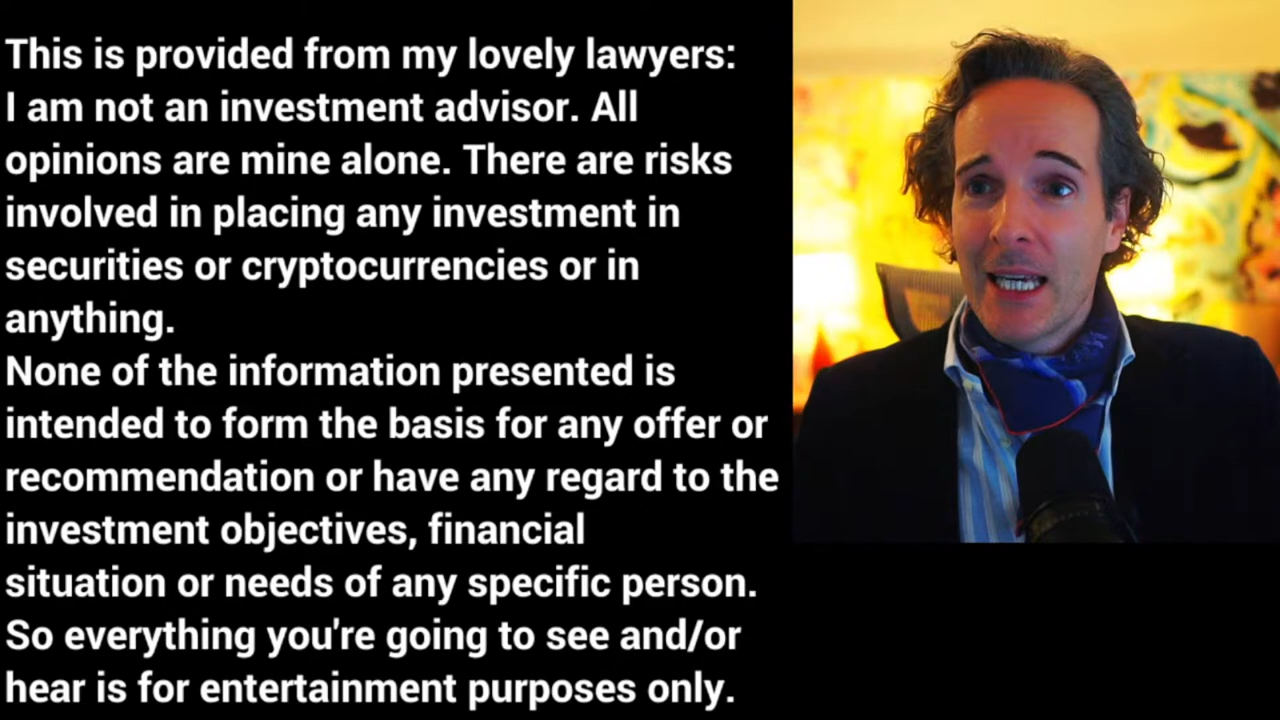 This is provided from my lovely lawyers:
I am not an investment advisor. All
opinions are mine alone. There are risks
involved in placing any investment in
securities or cryptocurrencies or in
anything.
None of the information presented is
intended to form the basis for any offer or
recommendation or have any regard to the
investment objectives, financial
situation or needs of any specific person.
So everything you're going to see and/or
hear is for entertainment purposes only.